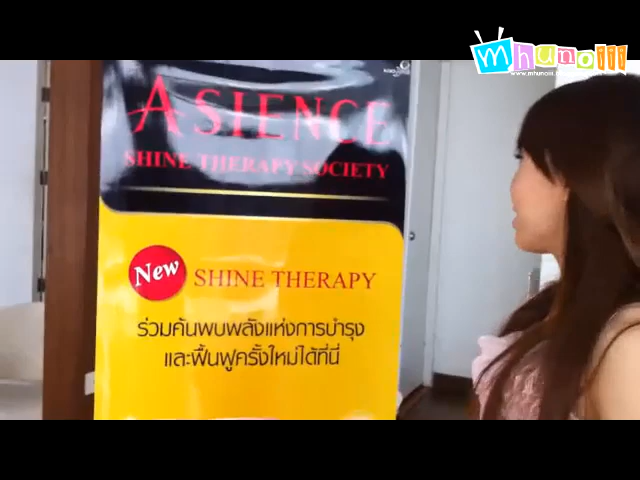 mhunoiii
ASIENCE
SHINE THERAPY SOCIETY
New SHINE THERAPY
ร่วมค้นพบพลังแห่งการบำรุง
และฟื้นฟูครั้งใหม่ได้ที่นี่